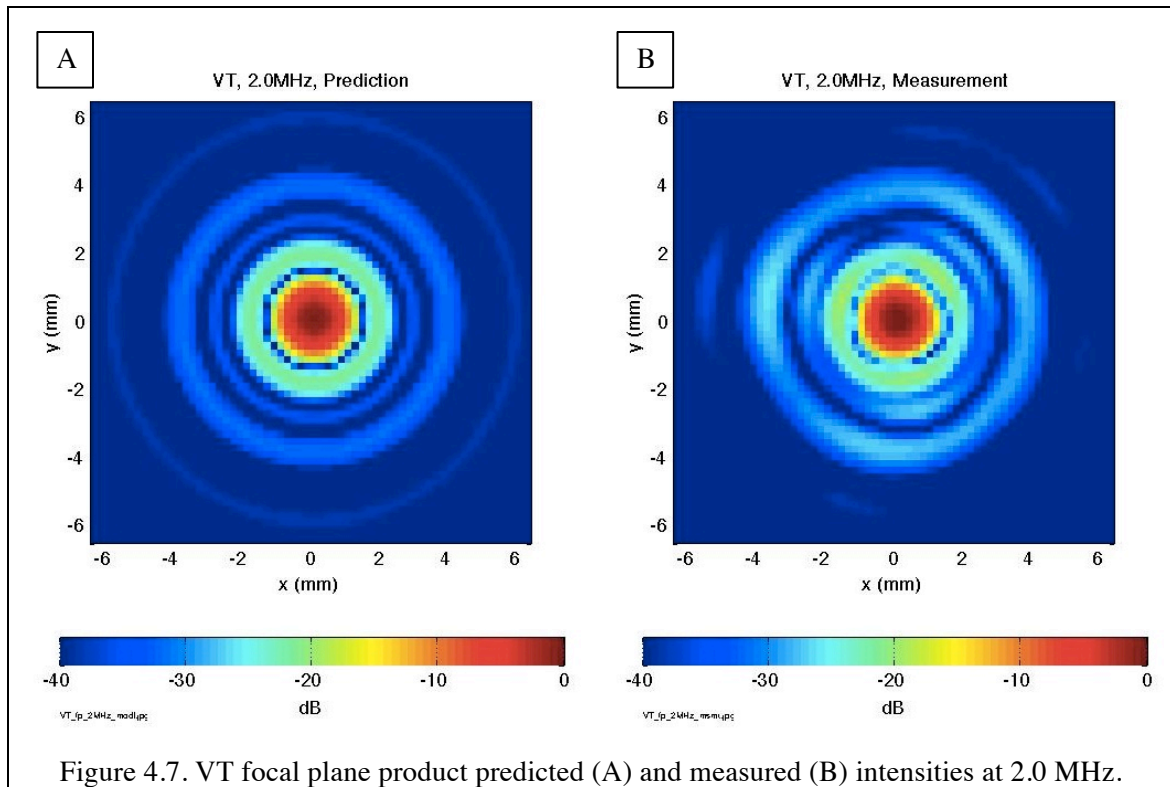 A
B
VT, 2.0MHz, Prediction
VT, 2.0MHz, Measurement
6
4
2
0
-2
-4
-6
y (mm)
-6 -4 -2 0 2 4 6
x (mm)
6
4
2
0
-2
-4
-6
y (mm)
-6 -4 -2 0 2 4 6
x (mm)
-40 -30 -20 -10 0
dB
-40 -30 -20 -10 0
dB
Figure 4.7. VT focal plane product predicted (A) and measured (B) intensities at 2.0 MHz.